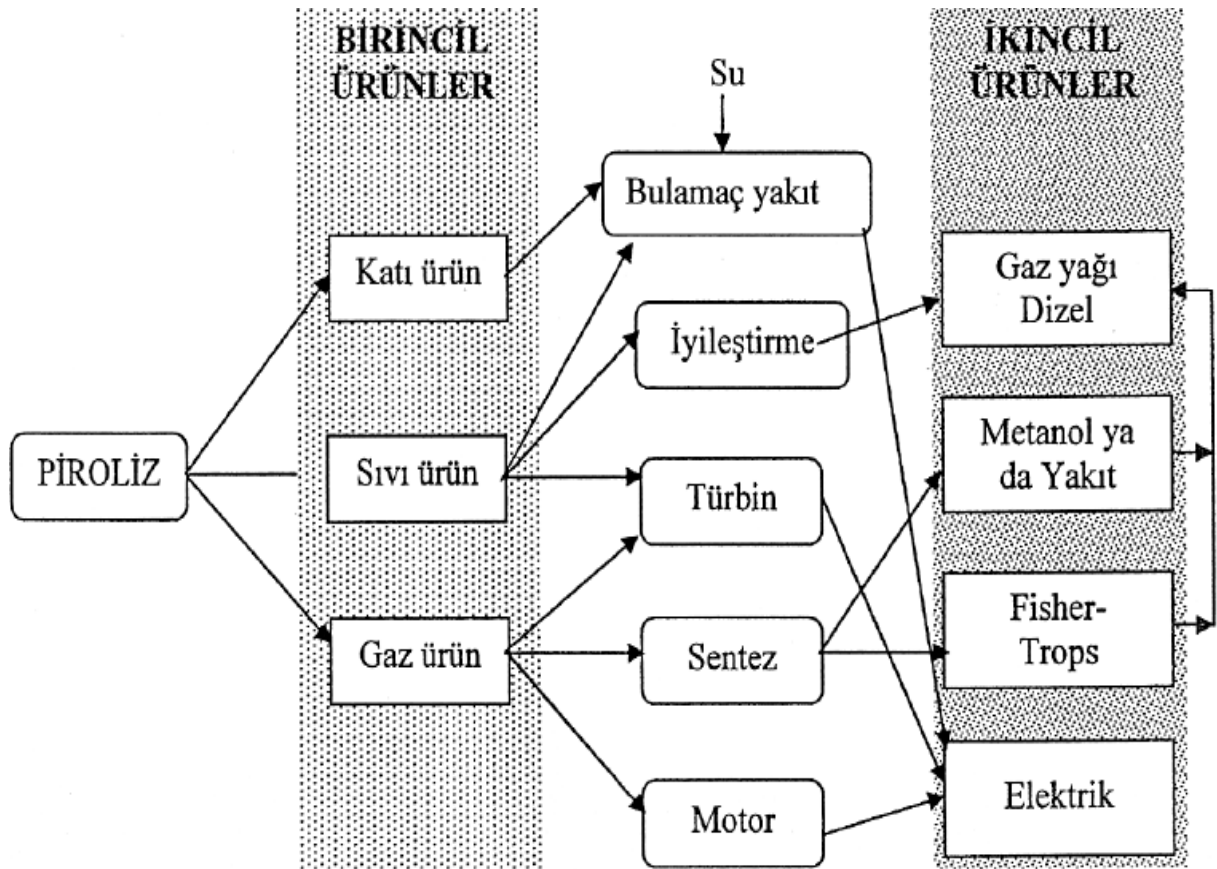 BİRİNCİL
ÜRÜNLER
İKİNCİL
ÜRÜNLER
Su
Bulamaç yakıt
Katı ürün
Gaz yağı
Dizel
İyileştirme
PİROLİZ
Sıvı ürün
Türbin
Metanol ya
da Yakıt
Gaz ürün
Sentez
Fisher-
Trops
Motor
Elektrik